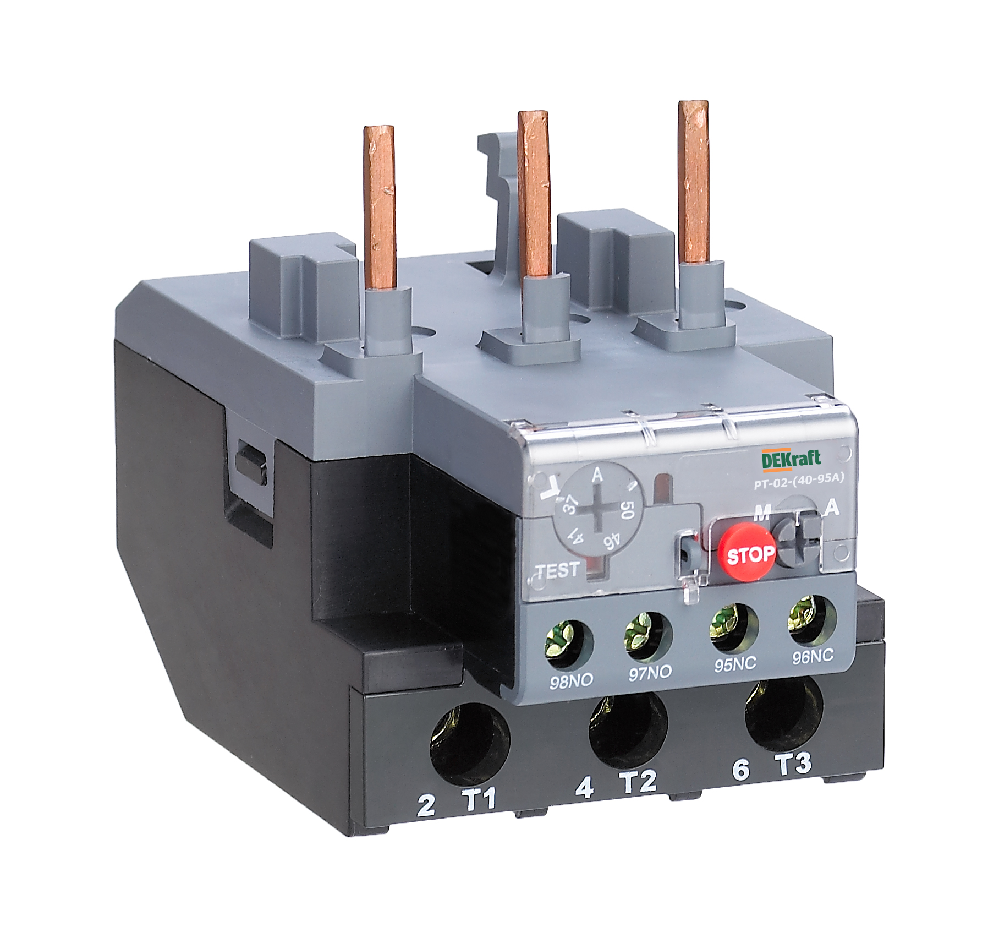 DEKraft
PT-02-(40-95A)
A
37
50
41
46
M
A
STOP
TEST
98NO
97NO
95NC
96NC
2 T1
4 T2
6 T3